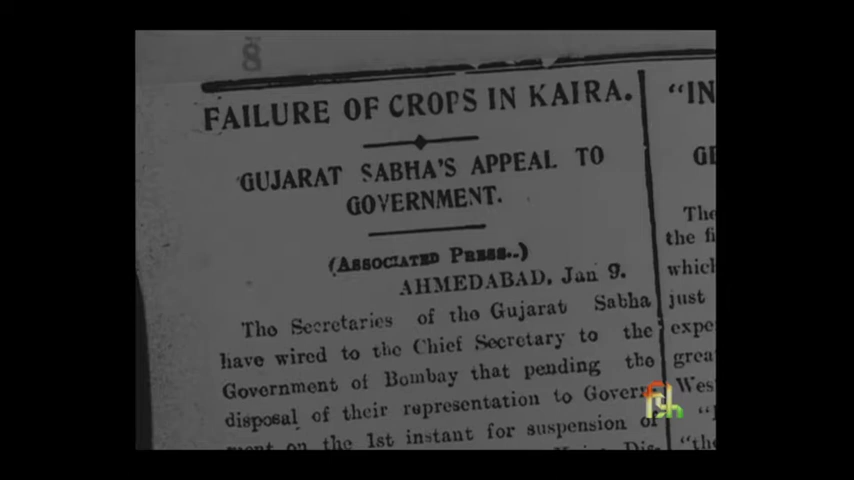 8
FAILURE OF CROPS IN KAIRA.
GUJARAT SABHA'S APPEAL TO
GOVERNMENT.
(ASSOCIATED PRESS..)
AHMEDABAD, Jan 9.
The Secretaries of the Gujarat Sabha
have wired to the Chief Secretary to the
Government of Bombay that pending the
disposal of their representation to Govern-
ment on the 1st instant for suspension of
"IN
GE
The
the fi
which
just
expe
grea
Wes
"the